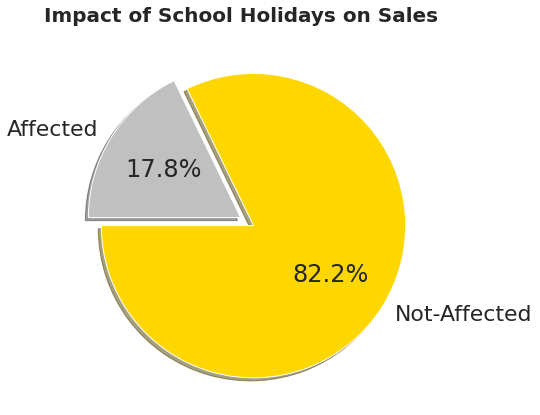 Impact of School Holidays on Sales
Affected
17.8%
82.2%
Not-Affected